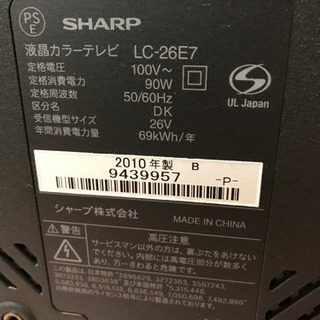 PS
E
SHARP
液晶カラーテレビ LC-26E7
定格電圧 100V~
定格消費電力 90W
定格周波数 50/60Hz
区分名 DK
受信機型サイズ 26V
年間消費電力量 69kWh/年
UL Japan
2010年製 B
9439957 -P-
シャープ株式会社 MADE IN CHINA
警告 高圧注意
サービスマン以外の方は、裏ぶたをあけない
でください。内部には高電圧部分が数多く
あり、万一さわると危険です。